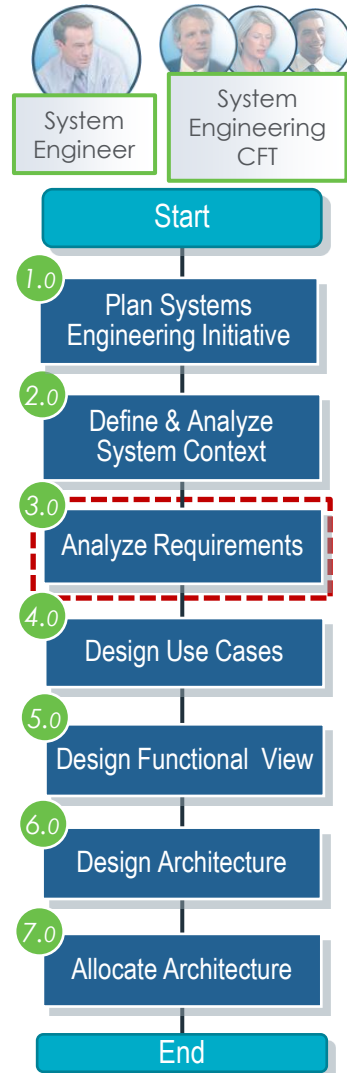 System
Engineer
System
Engineering
CFT
Start
1.0
Plan Systems
Engineering Initiative
2.0
Define & Analyze
System Context
3.0
Analyze Requirements
4.0
Design Use Cases
5.0
Design Functional View
6.0
Design Architecture
7.0
Allocate Architecture
End